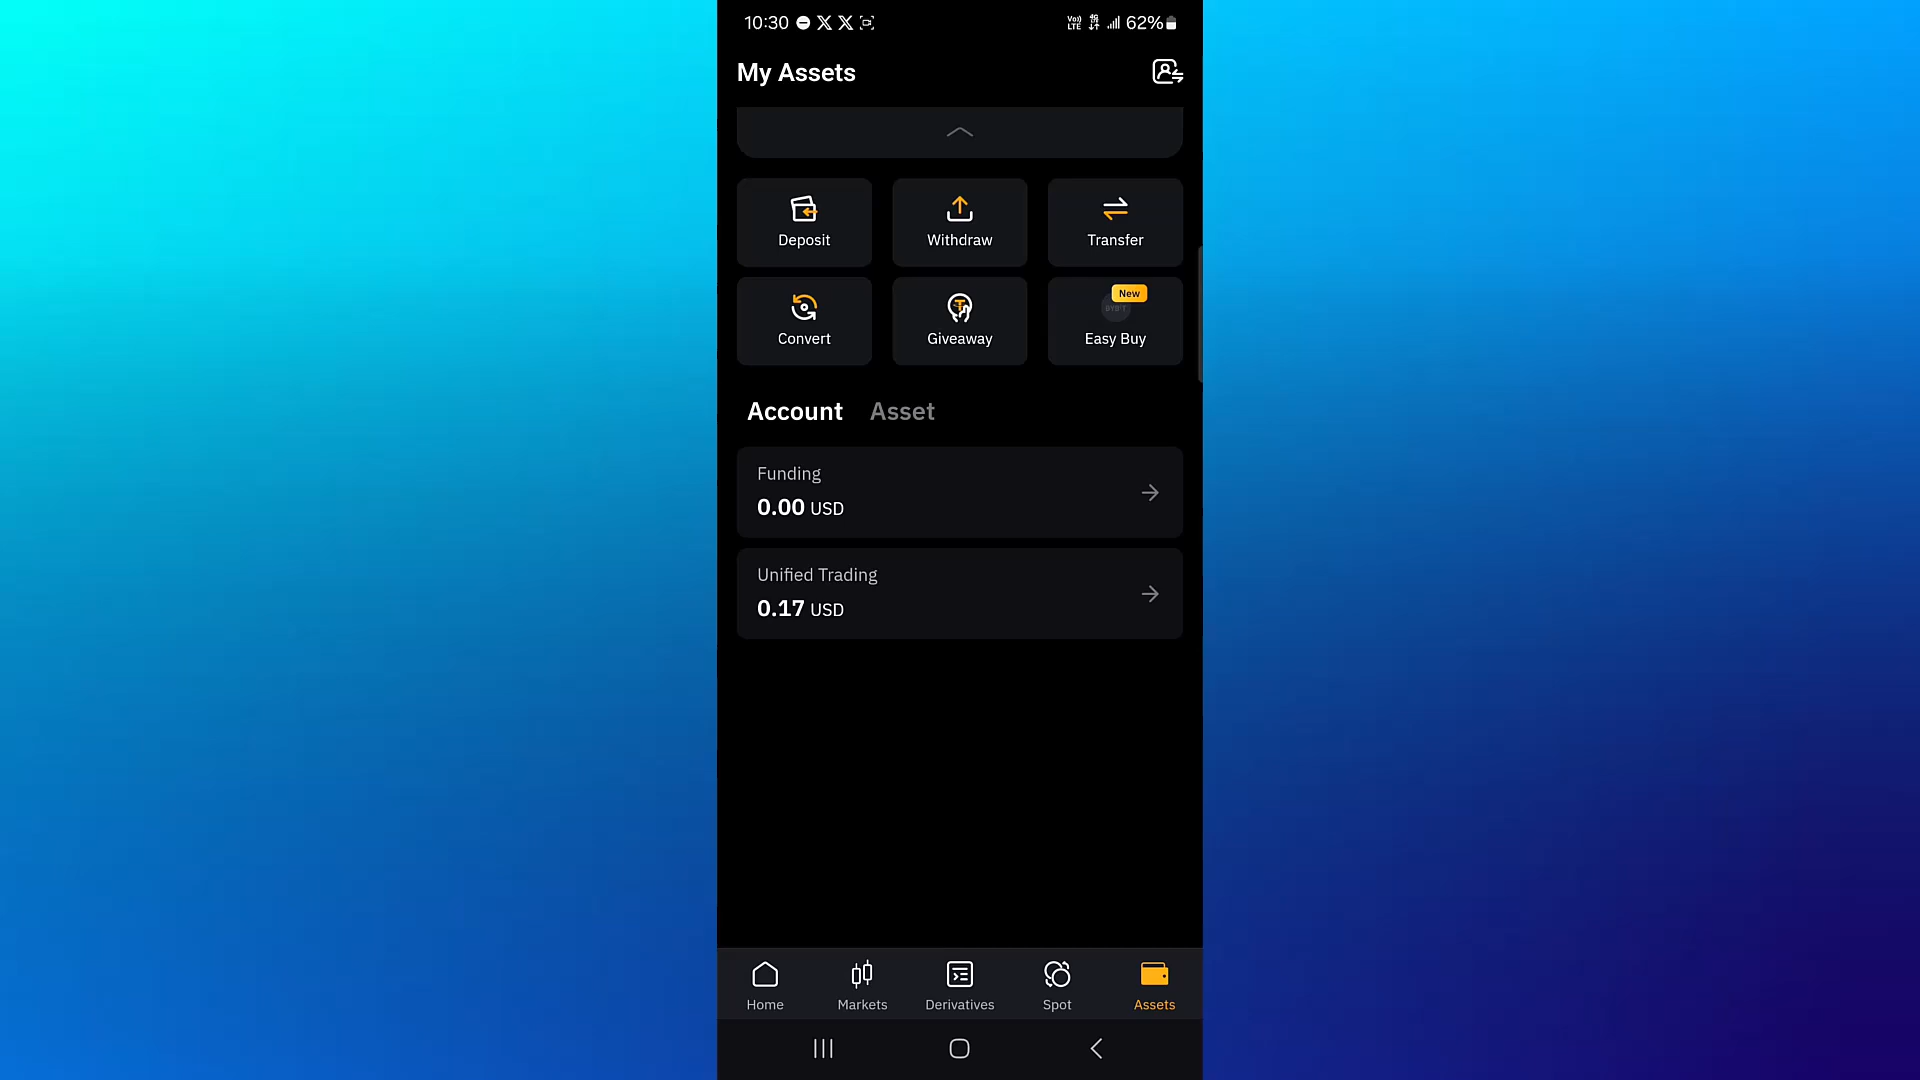 10:30 62%
My Assets
Deposit Withdraw Transfer
New
Convert Giveaway Easy Buy
Account Asset
Funding
0.00 USD
Unified Trading
0.17 USD
Home Markets Derivatives Spot Assets